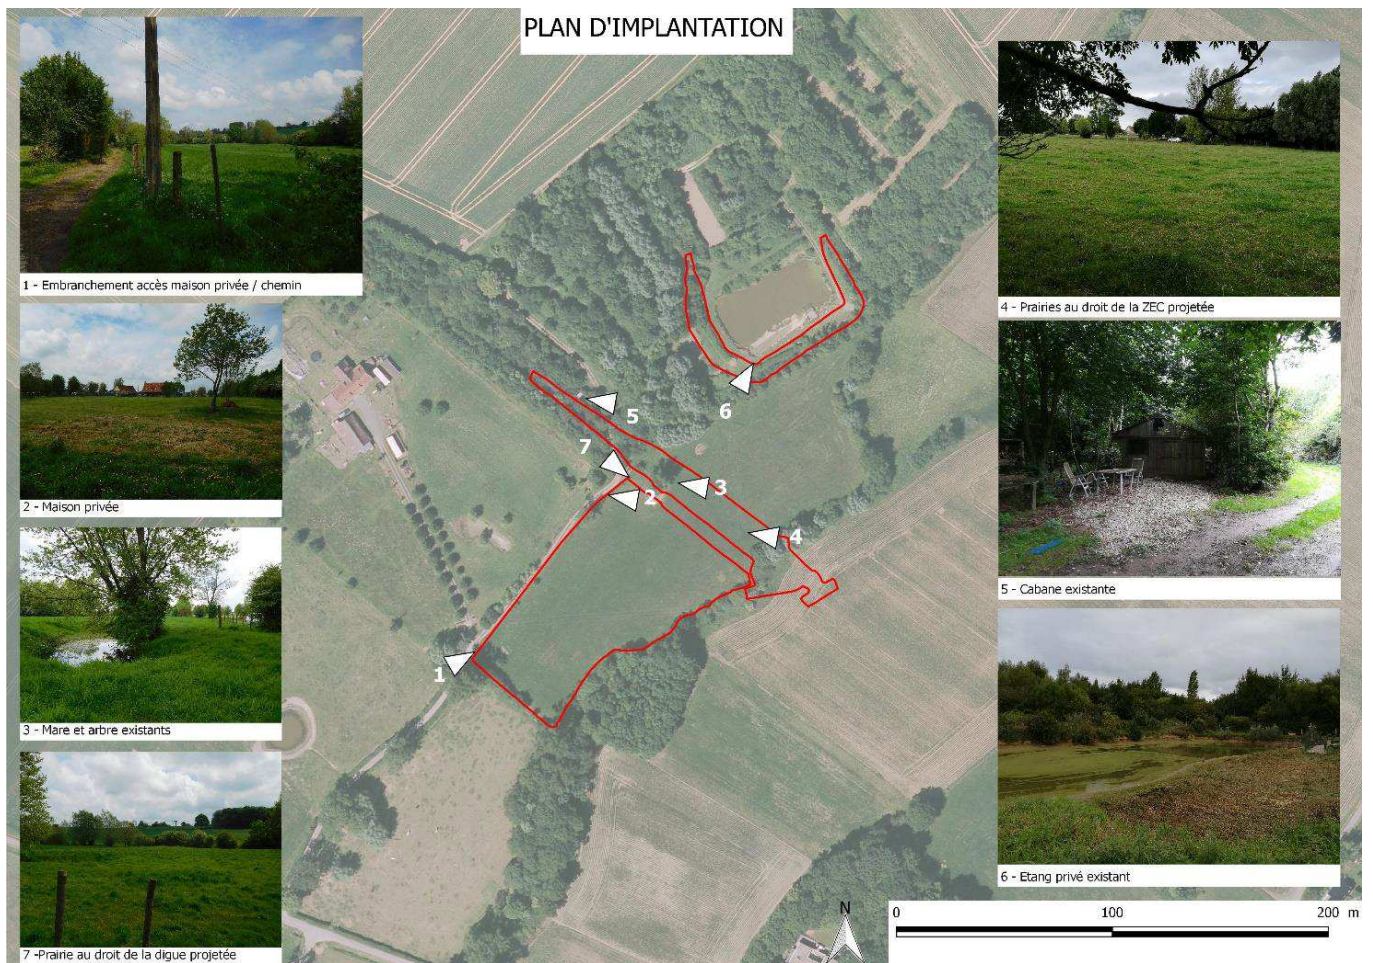 PLAN D'IMPLANTATION
1 - Embranchement accès maison privée / chemin
2 - Maison privée
3 - Mare et arbre existants
7 -Prairie au droit de la digue projetée
4 - Prairies au droit de la ZEC projetée
5 - Cabane existante
6 - Etang privé existant
6
5
7
3
2
4
1
N
0 100 200 m